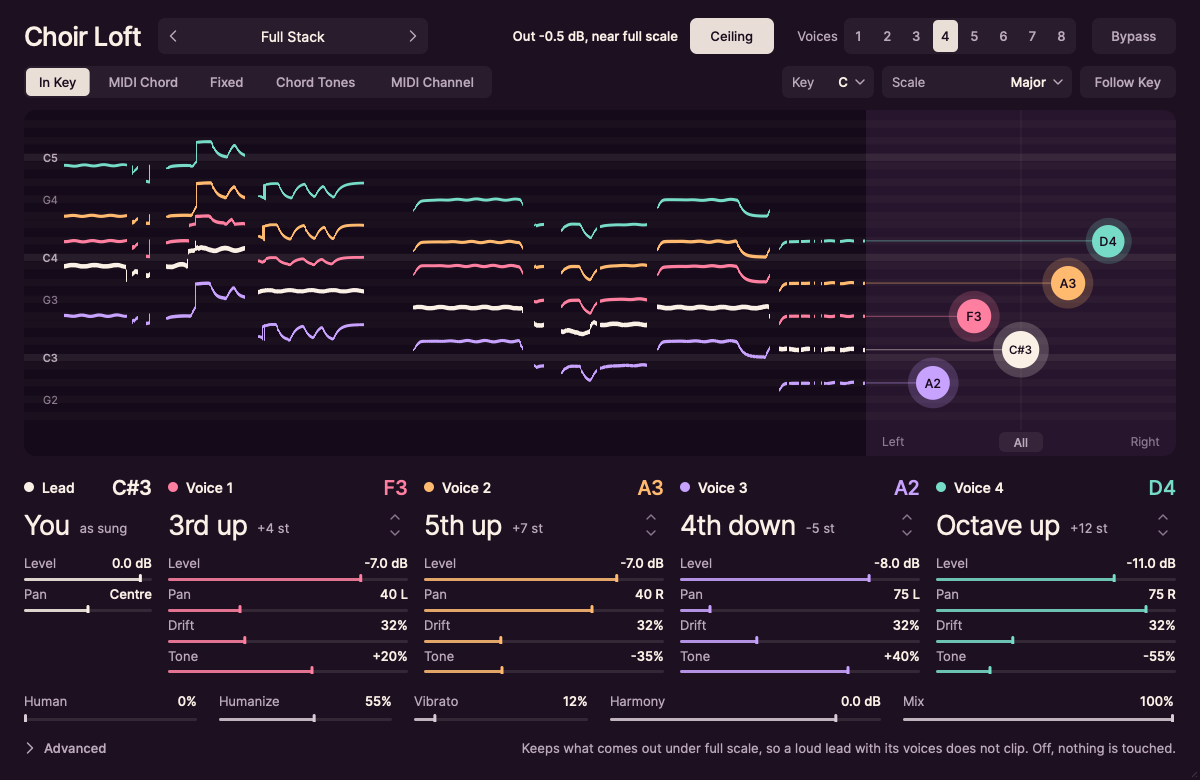 Choir Loft
Full Stack
Out -0.5 dB, near full scale
Ceiling
Voices 1 2 3 4 5 6 7 8
Bypass
In Key
MIDI Chord
Fixed
Chord Tones
MIDI Channel
Key C
Scale Major
Follow Key
C5
G4
C4
G3
C3
G2
D4
A3
F3
C#3
A2
Left
All
Right
Lead C#3
You as sung
Level 0.0 dB
Pan Centre
Voice 1 F3
3rd up +4 st
Level -7.0 dB
Pan 40 L
Drift 32%
Tone +20%
Voice 2 A3
5th up +7 st
Level -7.0 dB
Pan 40 R
Drift 32%
Tone -35%
Voice 3 A2
4th down -5 st
Level -8.0 dB
Pan 75 L
Drift 32%
Tone +40%
Voice 4 D4
Octave up +12 st
Level -11.0 dB
Pan 75 R
Drift 32%
Tone -55%
Human 0%
Humanize 55%
Vibrato 12%
Harmony 0.0 dB
Mix 100%
Advanced
Keeps what comes out under full scale, so a loud lead with its voices does not clip. Off, nothing is touched.